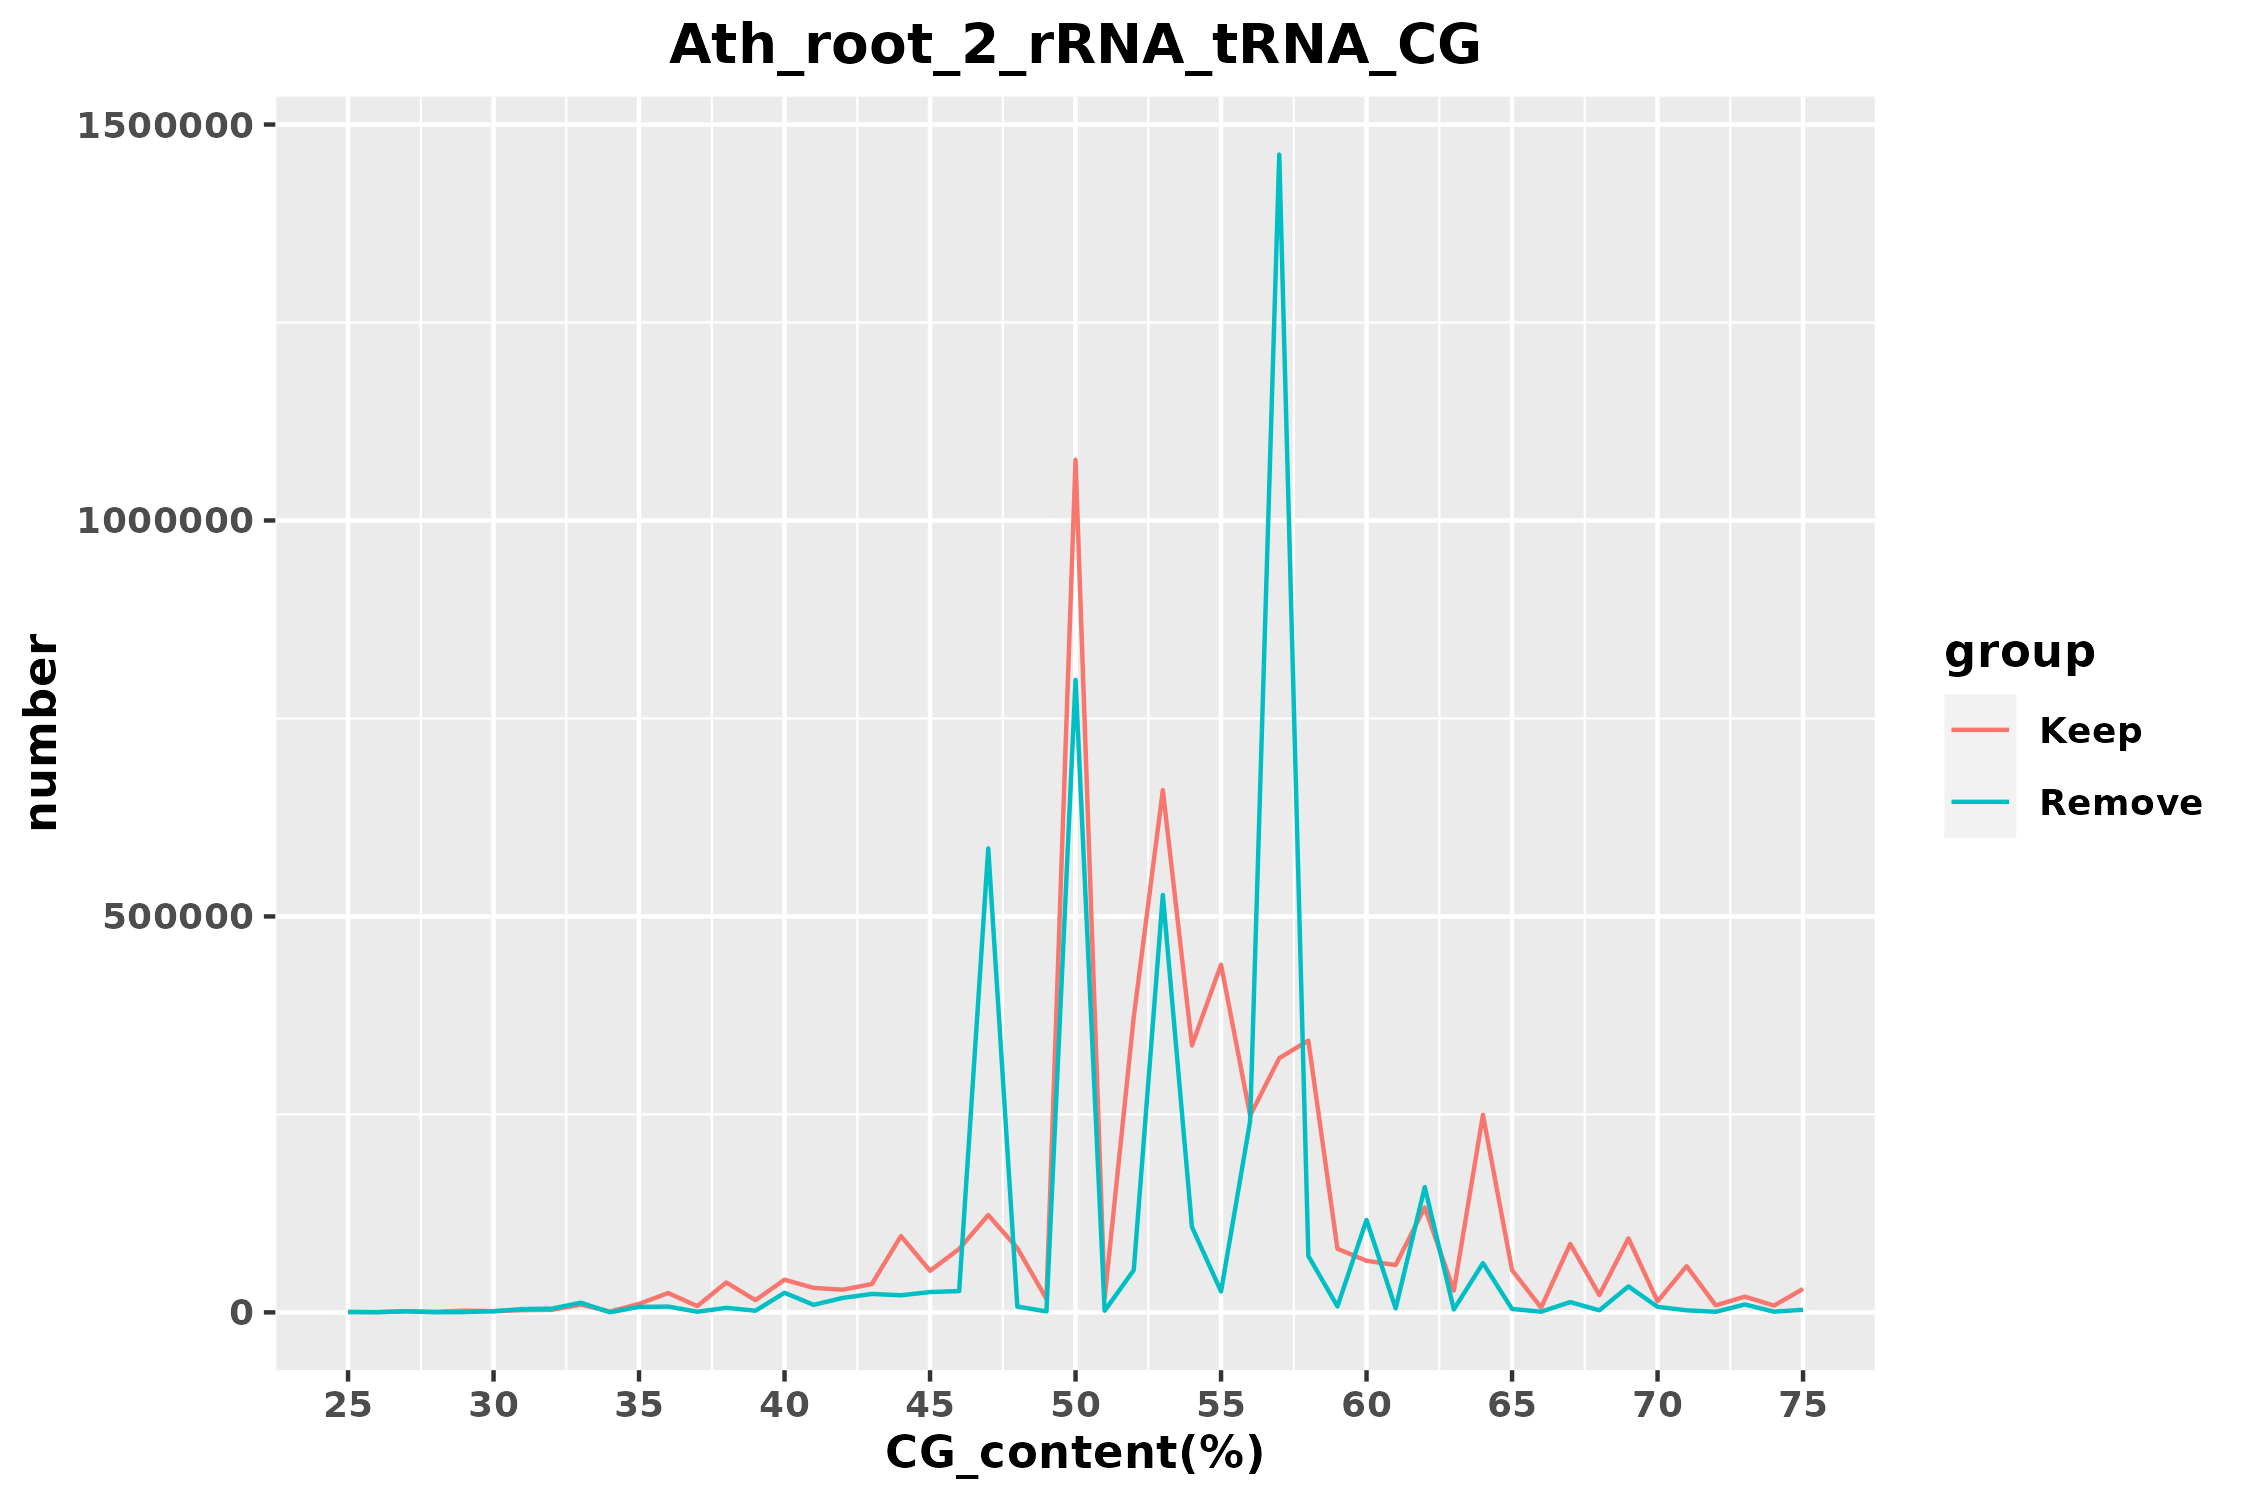 Ath_root_2_rRNA_tRNA_CG
1500000
1000000
500000
0
number
25 30 35 40 45 50 55 60 65 70 75
CG_content(%)
group
Keep
Remove